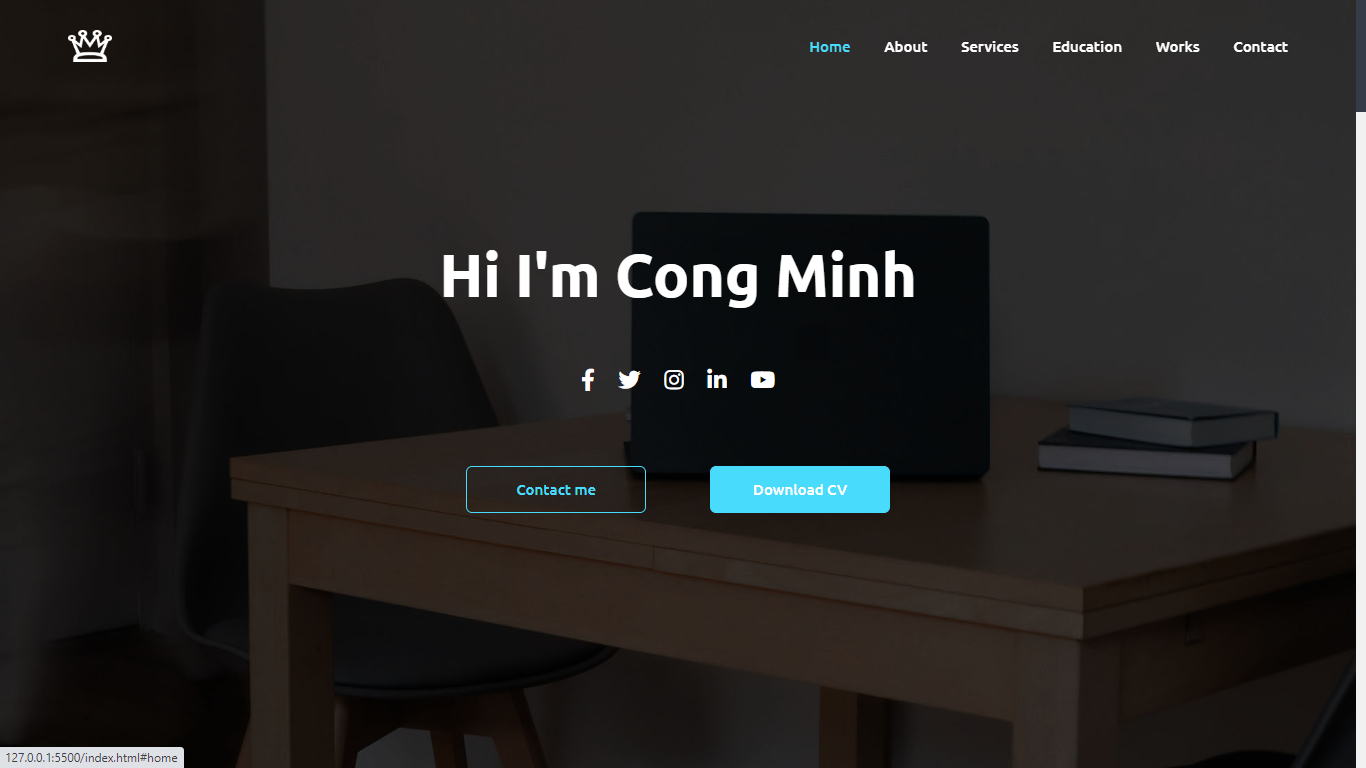 Home About Services Education Works Contact
Hi I'm Cong Minh
Contact me Download CV
127.0.0.1:5500/index.html#home